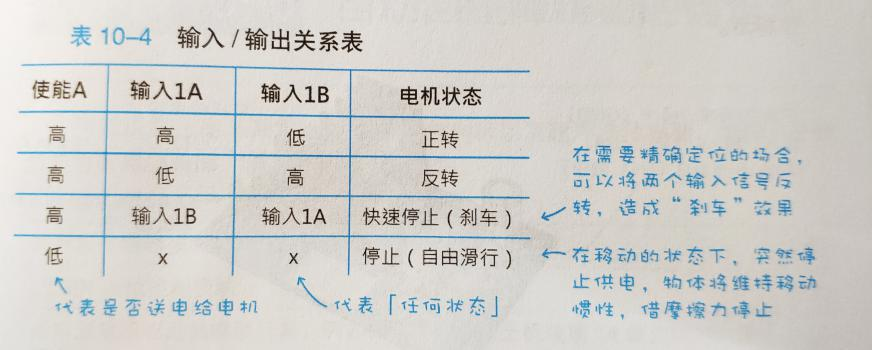 表 10-4 输入 / 输出关系表
使能A 输入1A 输入1B 电机状态
高 高 低 正转
高 低 高 反转
高 输入1B 输入1A 快速停止(刹车)
低 x x 停止(自由滑行)
在需要精确定位的场合,
可以将两个输入信号反
转,造成“刹车”效果
在移动的状态下,突然停
止供电,物体将维持移动
惯性,借摩擦力停止
代表是否送电给电机
代表「任何状态」